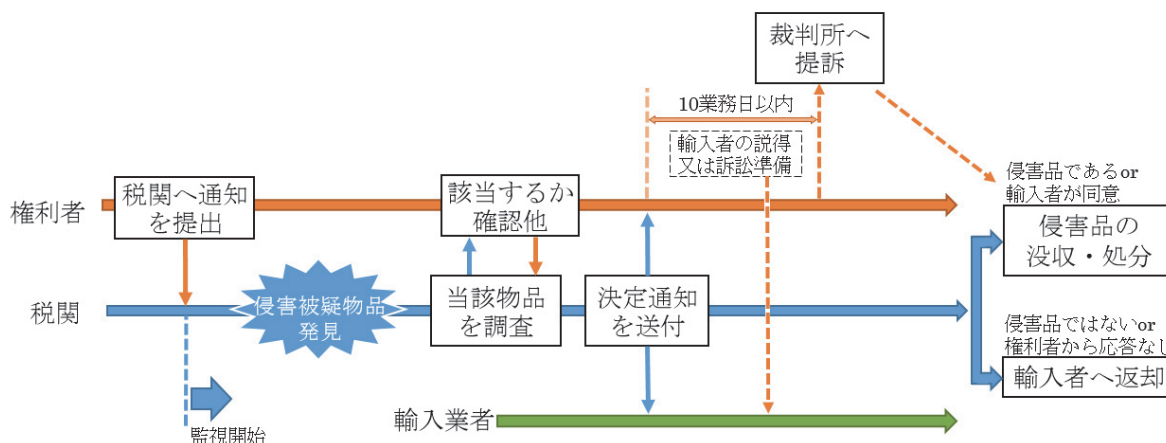 裁判所へ
提訴
10業務日以内
輸入者の説得
又は訴訟準備
権利者
税関へ通知
を提出
該当するか
確認他
侵害品であるor
輸入者が同意
侵害品の
没収・処分
税関
侵害被疑物品
発見
当該物品
を調査
決定通知
を送付
侵害品ではないor
権利者から応答なし
輸入者へ返却
監視開始
輸入業者